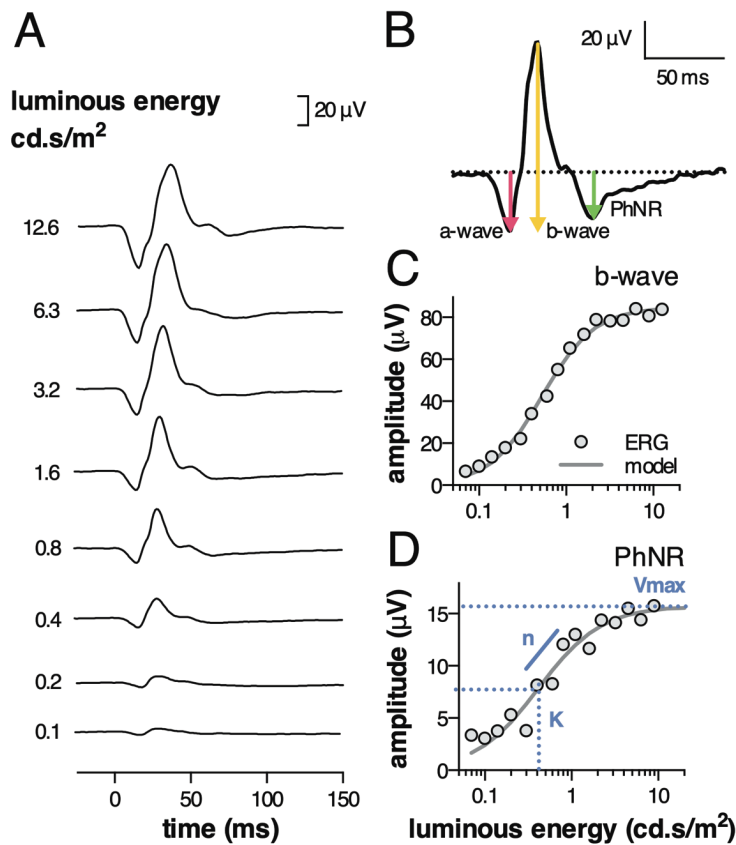 A
luminous energy
cd.s/m²
20 µV
12.6
6.3
3.2
1.6
0.8
0.4
0.2
0.1
0 50 100 150
time (ms)
B
20 µV
50 ms
a-wave
b-wave
PhNR
C
b-wave
amplitude (µV)
80
60
40
20
0
ERG
model
0.1 1 10
D
PhNR
Vmax
amplitude (µV)
15
10
5
0
n
K
0.1 1 10
luminous energy (cd.s/m²)